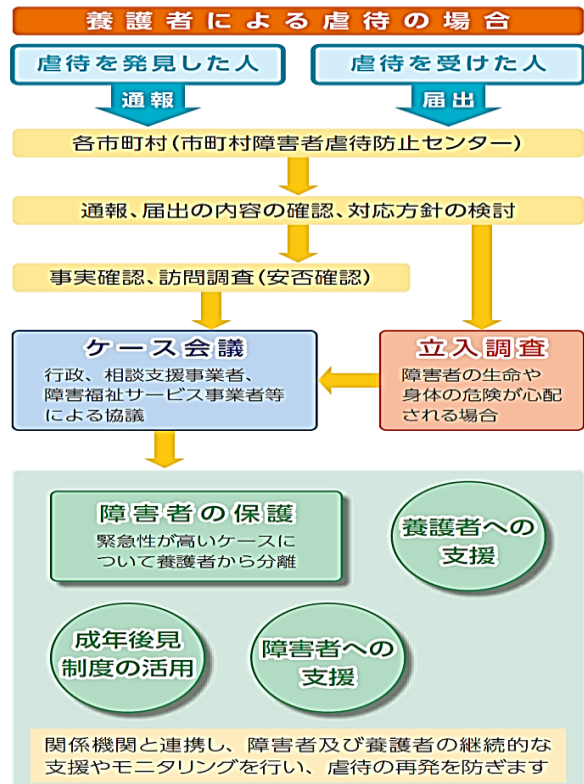 養護者による虐待の場合
虐待を発見した人
虐待を受けた人
通報
届出
各市町村(市町村障害者虐待防止センター)
通報、届出の内容の確認、対応方針の検討
事実確認、訪問調査(安否確認)
ケース会議
行政、相談支援事業者、
障害福祉サービス事業者等
による協議
立入調査
障害者の生命や
身体の危険が心配
される場合
障害者の保護
緊急性が高いケースに
ついて養護者から分離
養護者への
支援
成年後見
制度の活用
障害者への
支援
関係機関と連携し、障害者及び養護者の継続的な
支援やモニタリングを行い、虐待の再発を防ぎます